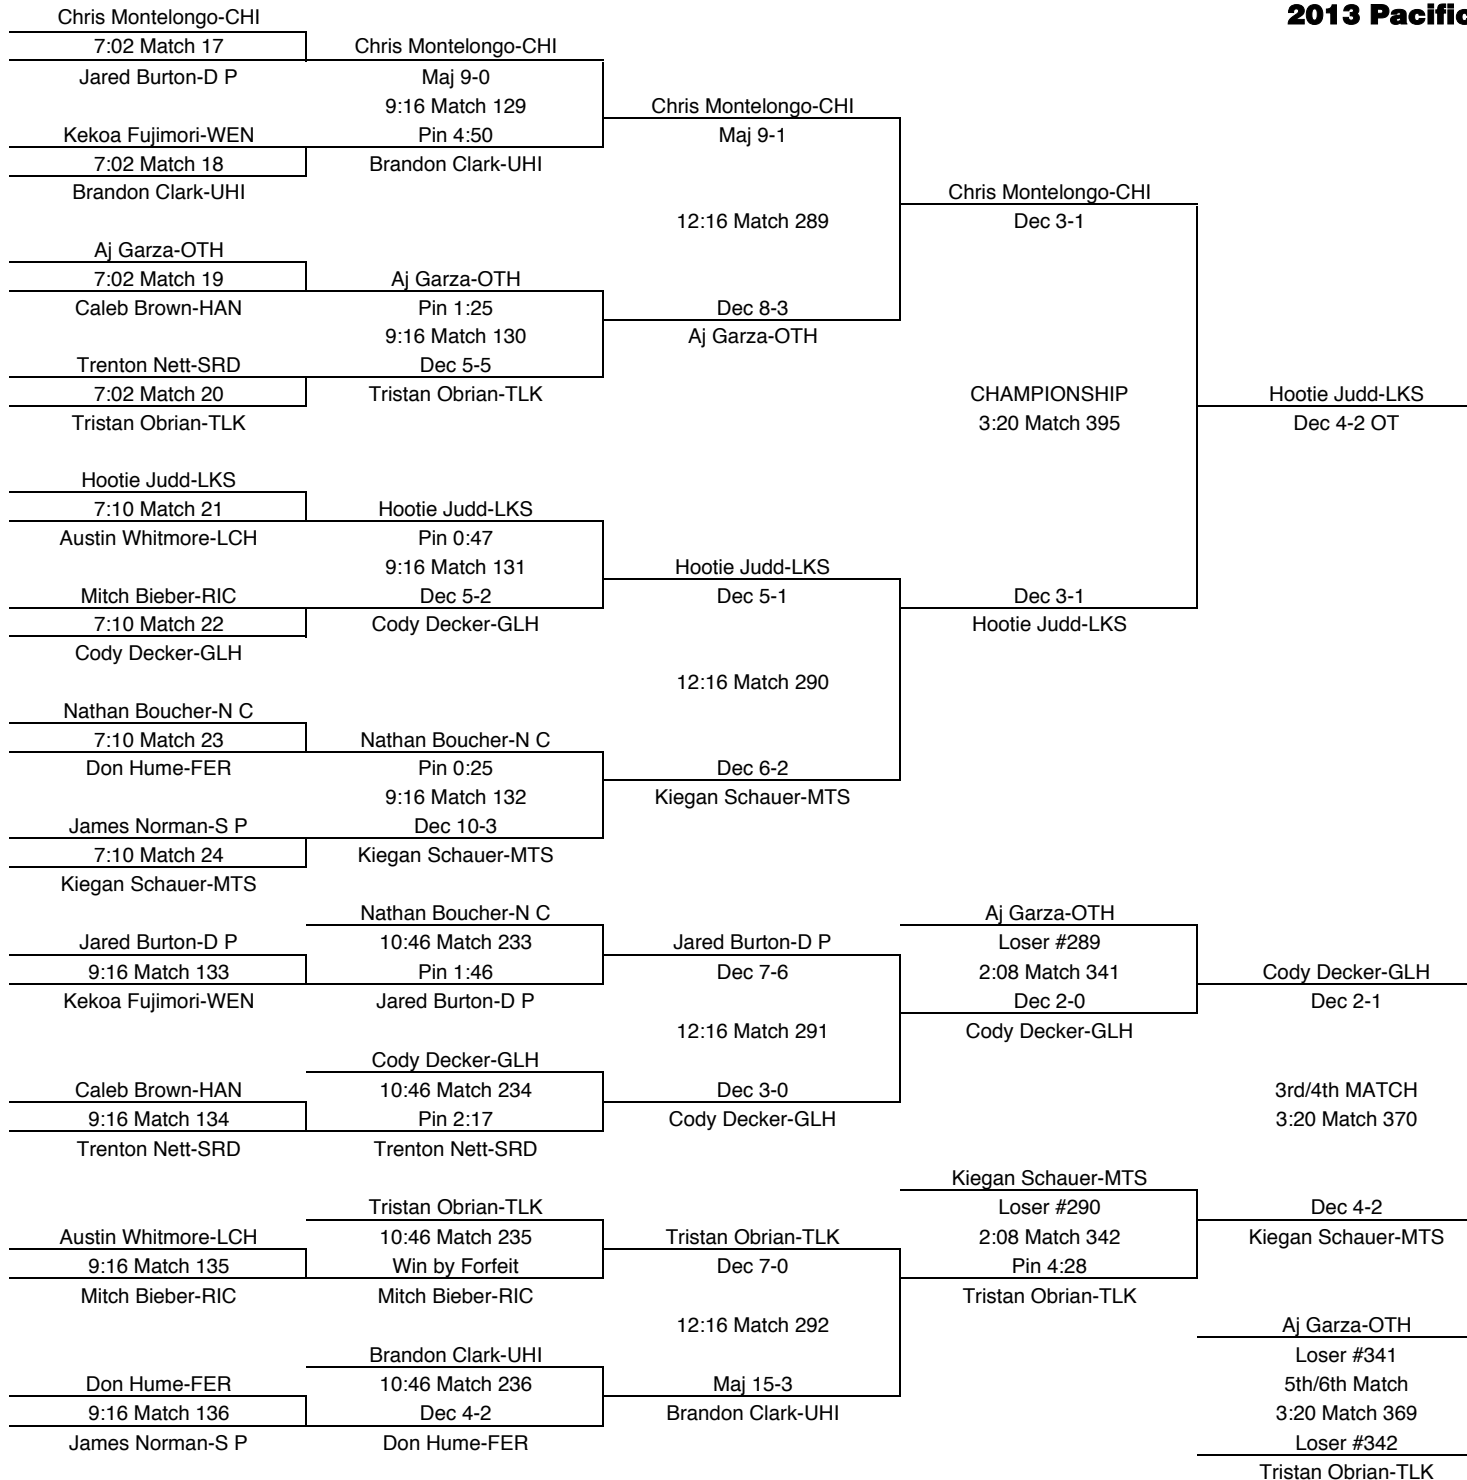 2013 Pacific
Chris Montelongo-CHI
7:02 Match 17
Chris Montelongo-CHI
Jared Burton-D P
Maj 9-0
9:16 Match 129
Chris Montelongo-CHI
Kekoa Fujimori-WEN
Pin 4:50
Maj 9-1
7:02 Match 18
Brandon Clark-UHI
Brandon Clark-UHI
Chris Montelongo-CHI
12:16 Match 289
Dec 3-1
Aj Garza-OTH
7:02 Match 19
Aj Garza-OTH
Caleb Brown-HAN
Pin 1:25
Dec 8-3
9:16 Match 130
Aj Garza-OTH
Trenton Nett-SRD
Dec 5-5
7:02 Match 20
Tristan Obrian-TLK
CHAMPIONSHIP
Hootie Judd-LKS
Tristan Obrian-TLK
3:20 Match 395
Dec 4-2 OT
Hootie Judd-LKS
7:10 Match 21
Hootie Judd-LKS
Austin Whitmore-LCH
Pin 0:47
9:16 Match 131
Hootie Judd-LKS
Mitch Bieber-RIC
Dec 5-2
Dec 5-1
Dec 3-1
7:10 Match 22
Cody Decker-GLH
Hootie Judd-LKS
Cody Decker-GLH
12:16 Match 290
Nathan Boucher-N C
7:10 Match 23
Nathan Boucher-N C
Don Hume-FER
Pin 0:25
Dec 6-2
9:16 Match 132
Kiegan Schauer-MTS
James Norman-S P
Dec 10-3
7:10 Match 24
Kiegan Schauer-MTS
Kiegan Schauer-MTS
Nathan Boucher-N C
Aj Garza-OTH
Jared Burton-D P
10:46 Match 233
Jared Burton-D P
Loser #289
9:16 Match 133
Pin 1:46
Dec 7-6
2:08 Match 341
Cody Decker-GLH
Kekoa Fujimori-WEN
Jared Burton-D P
Dec 2-0
Dec 2-1
12:16 Match 291
Cody Decker-GLH
Cody Decker-GLH
Caleb Brown-HAN
10:46 Match 234
Dec 3-0
3rd/4th MATCH
9:16 Match 134
Pin 2:17
Cody Decker-GLH
3:20 Match 370
Trenton Nett-SRD
Trenton Nett-SRD
Kiegan Schauer-MTS
Tristan Obrian-TLK
Loser #290
Dec 4-2
Austin Whitmore-LCH
10:46 Match 235
Tristan Obrian-TLK
2:08 Match 342
Kiegan Schauer-MTS
9:16 Match 135
Win by Forfeit
Dec 7-0
Pin 4:28
Mitch Bieber-RIC
Mitch Bieber-RIC
Tristan Obrian-TLK
12:16 Match 292
Aj Garza-OTH
Brandon Clark-UHI
Loser #341
Don Hume-FER
10:46 Match 236
Maj 15-3
5th/6th Match
9:16 Match 136
Dec 4-2
Brandon Clark-UHI
3:20 Match 369
James Norman-S P
Don Hume-FER
Loser #342
Tristan Obrian-TLK